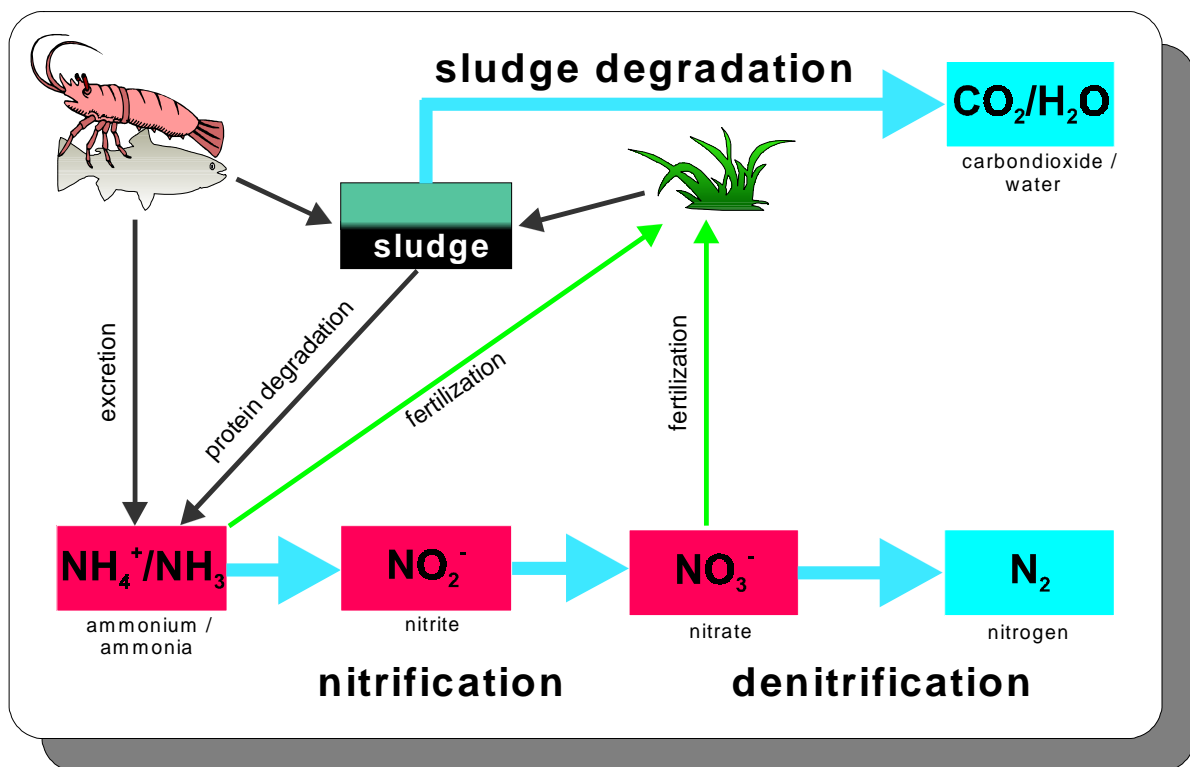 sludge degradation
CO₂/H₂O
carbondioxide /
water
sludge
excretion
protein degradation
fertilization
fertilization
NH₄⁺/NH₃
ammonium /
ammonia
NO₂⁻
nitrite
NO₃⁻
nitrate
N₂
nitrogen
nitrification
denitrification